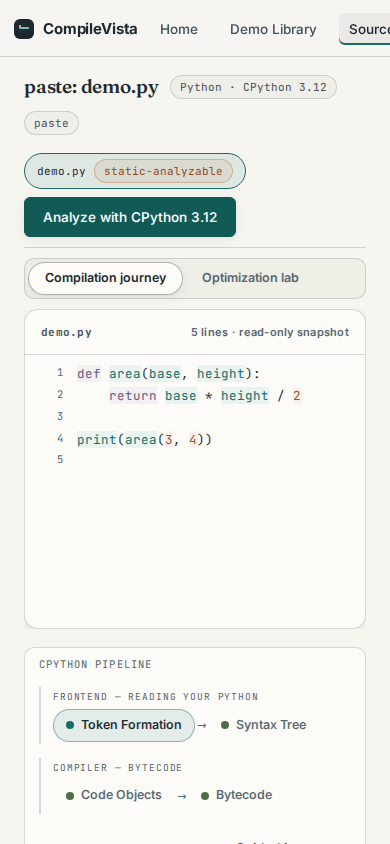 CompileVista Home Demo Library Source
paste: demo.py Python · CPython 3.12
paste
demo.py static-analyzable
Analyze with CPython 3.12
Compilation journey Optimization lab
demo.py 5 lines · read-only snapshot
1 def area(base, height):
2     return base * height / 2
3
4 print(area(3, 4))
5
CPYTHON PIPELINE
FRONTEND — READING YOUR PYTHON
Token Formation → Syntax Tree
COMPILER — BYTECODE
Code Objects → Bytecode